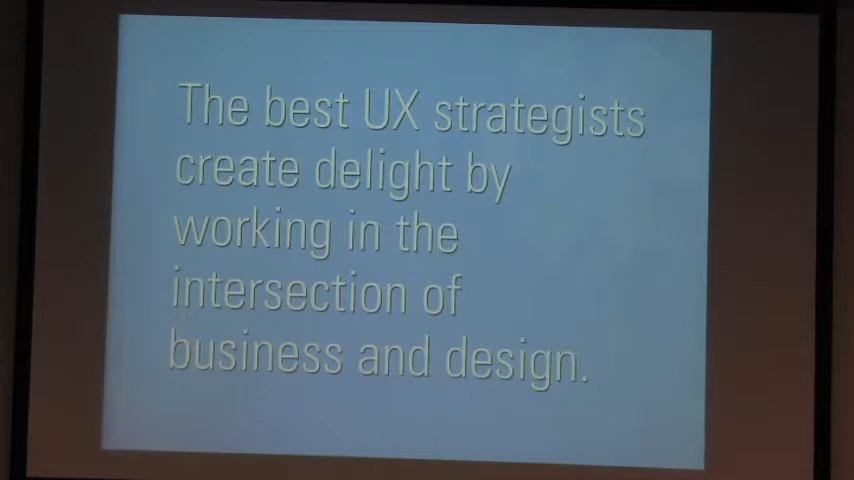 The best UX strategists
create delight by
working in the
intersection of
business and design.